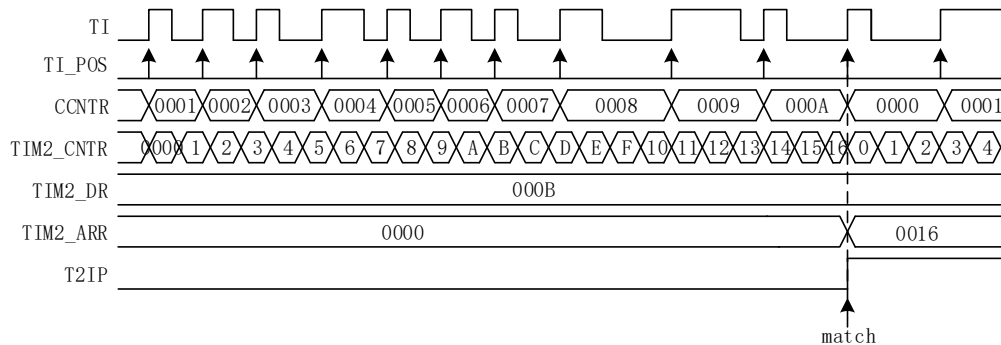 TI
TI_POS
CCNTR 0001 0002 0003 0004 0005 0006 0007 0008 0009 000A 0000 0001
TIM2_CNTR 0000 1 2 3 4 5 6 7 8 9 A B C D E F 10 11 12 13 14 15 16 0 1 2 3 4
TIM2_DR 000B
TIM2_ARR 0000 0016
T2IP
match